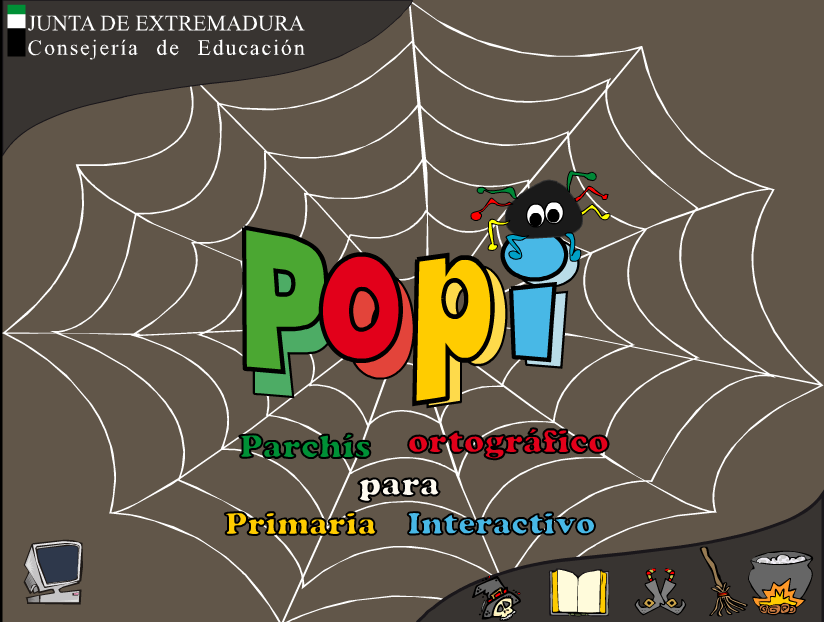 JUNTA DE EXTREMADURA
Consejería de Educación
Popi
Parchís ortográfico
para
Primaria Interactivo